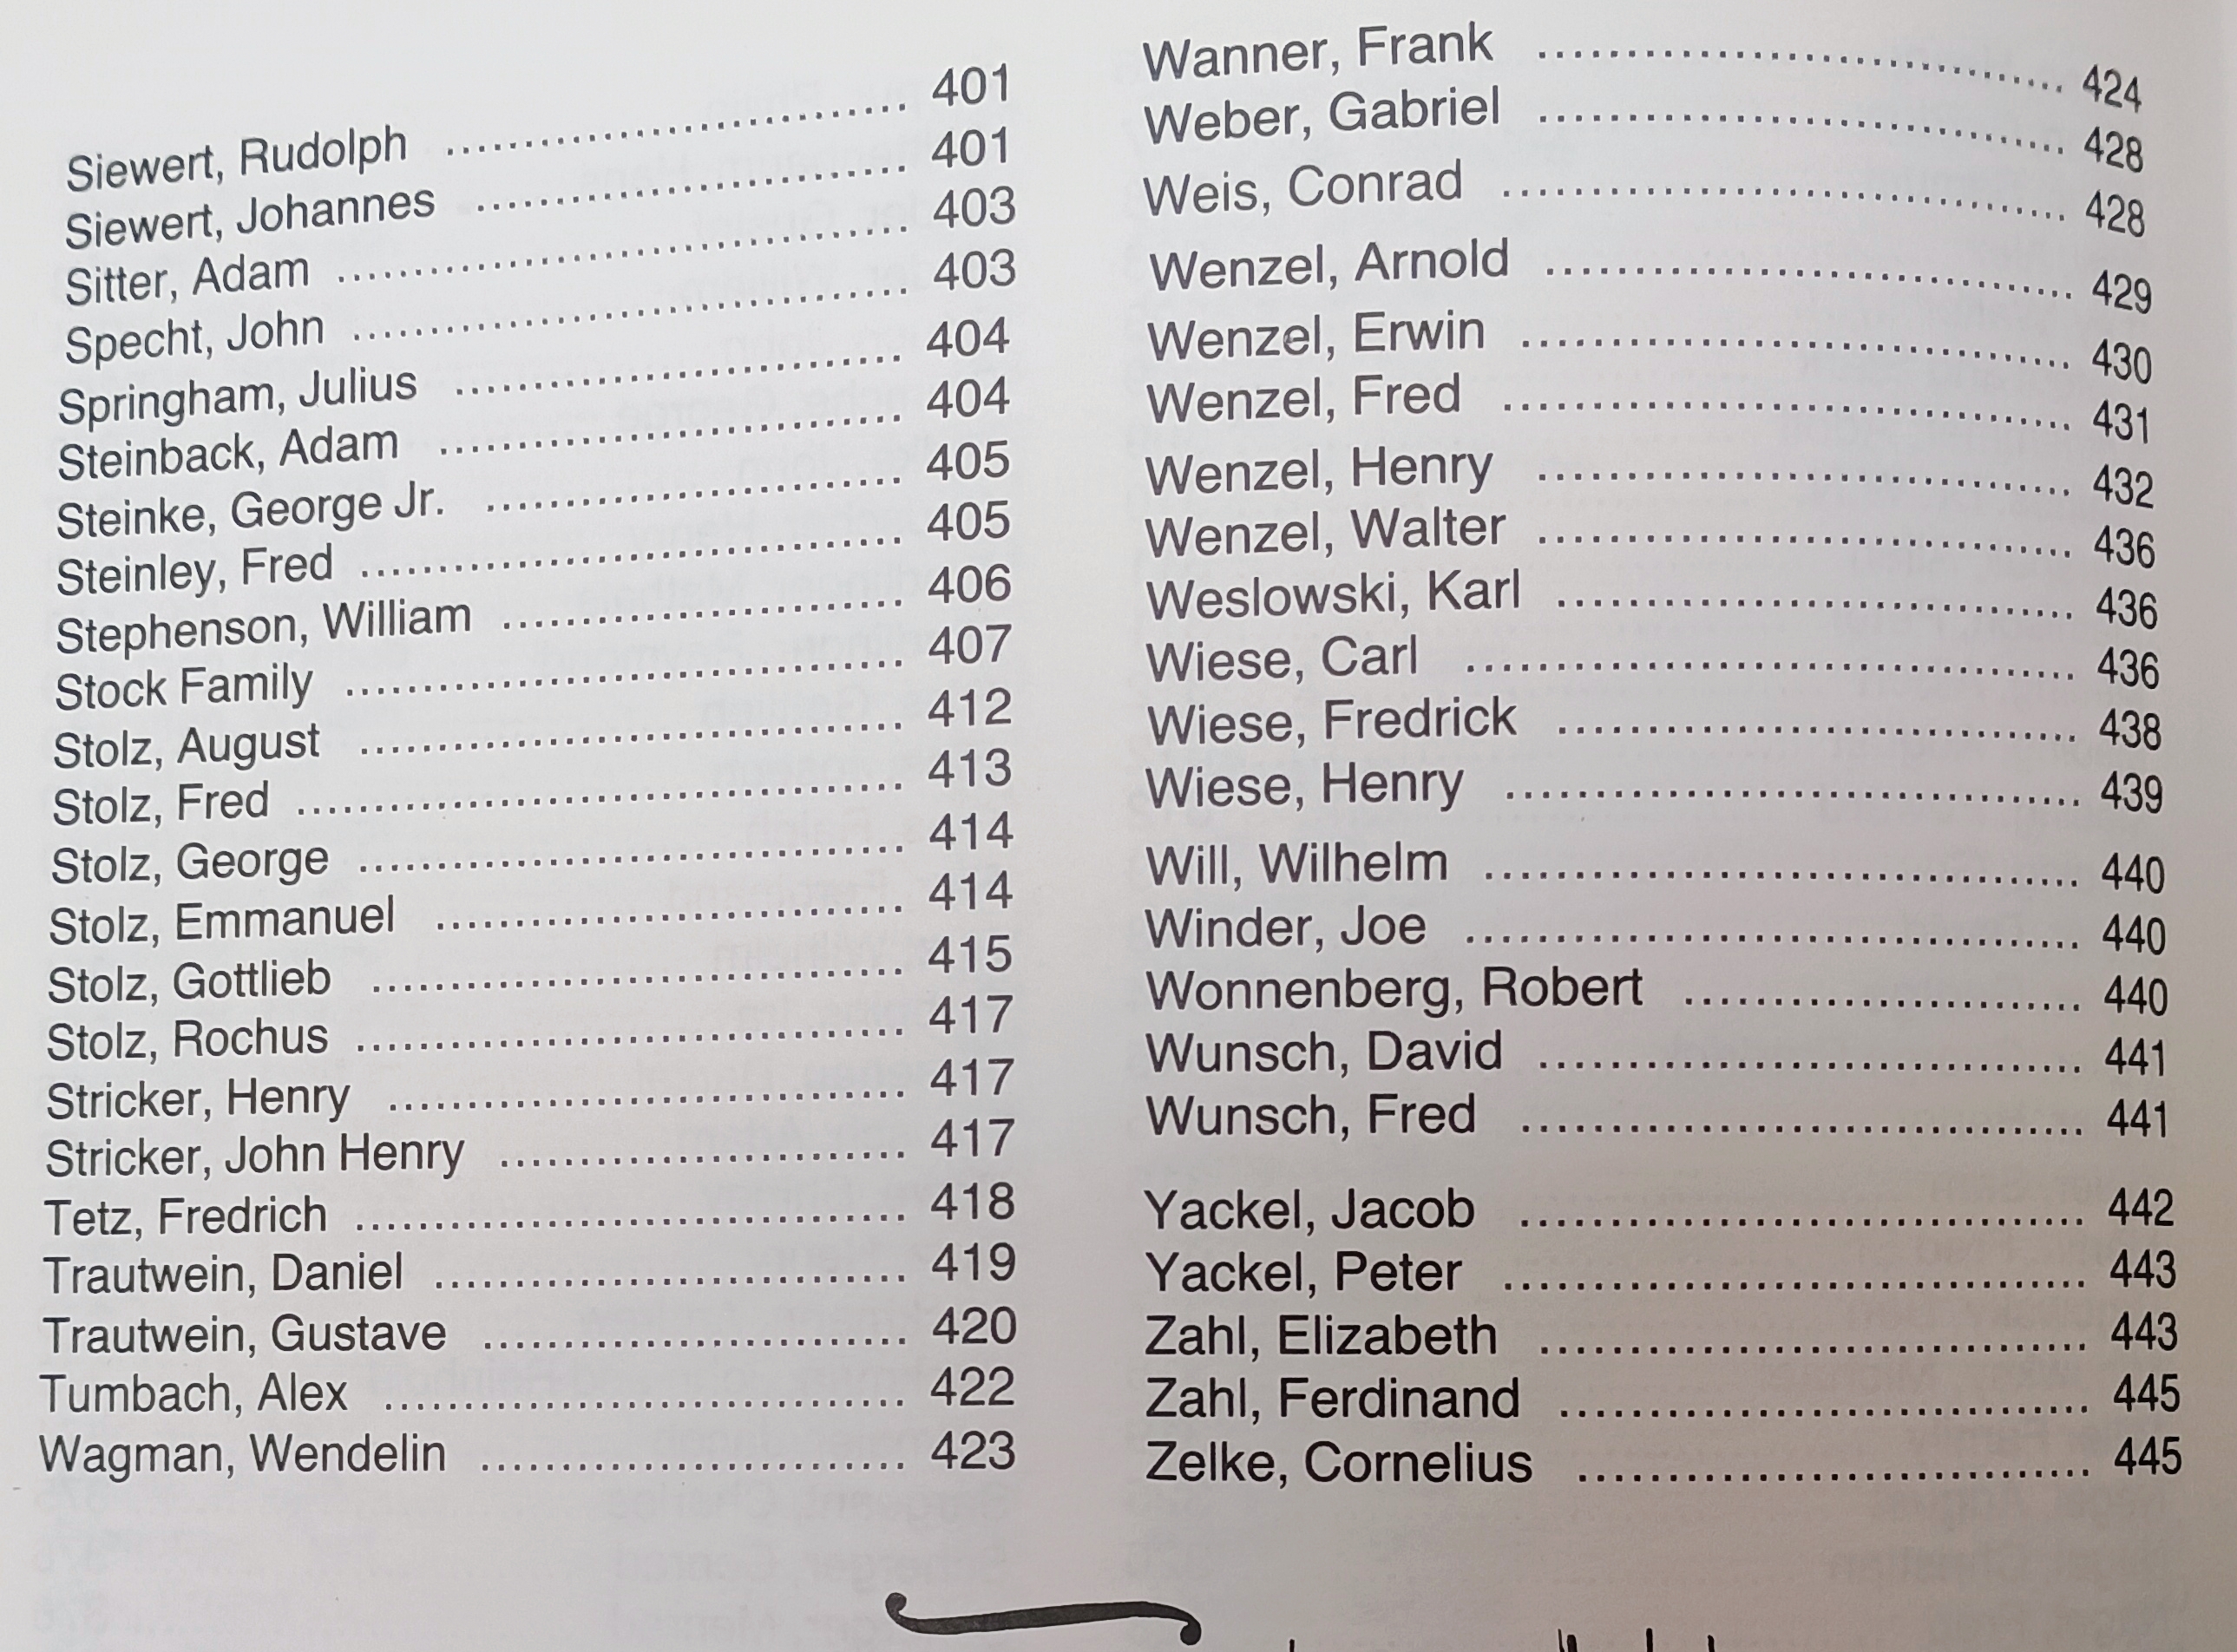 Siewert, Rudolph .......................... 401
Siewert, Johannes .......................... 401
Sitter, Adam .......................... 403
Specht, John .......................... 403
Springham, Julius .......................... 404
Steinback, Adam .......................... 404
Steinke, George Jr. .......................... 405
Steinley, Fred .......................... 405
Stephenson, William .......................... 406
Stock Family .......................... 407
Stolz, August .......................... 412
Stolz, Fred .......................... 413
Stolz, George .......................... 414
Stolz, Emmanuel .......................... 414
Stolz, Gottlieb .......................... 415
Stolz, Rochus .......................... 417
Stricker, Henry .......................... 417
Stricker, John Henry .......................... 417
Tetz, Fredrich .......................... 418
Trautwein, Daniel .......................... 419
Trautwein, Gustave .......................... 420
Tumbach, Alex .......................... 422
Wagman, Wendelin .......................... 423
Wanner, Frank .......................... 424
Weber, Gabriel .......................... 428
Weis, Conrad .......................... 428
Wenzel, Arnold .......................... 429
Wenzel, Erwin .......................... 430
Wenzel, Fred .......................... 431
Wenzel, Henry .......................... 432
Wenzel, Walter .......................... 436
Weslowski, Karl .......................... 436
Wiese, Carl .......................... 436
Wiese, Fredrick .......................... 438
Wiese, Henry .......................... 439
Will, Wilhelm .......................... 440
Winder, Joe .......................... 440
Wonnenberg, Robert .......................... 440
Wunsch, David .......................... 441
Wunsch, Fred .......................... 441
Yackel, Jacob .......................... 442
Yackel, Peter .......................... 443
Zahl, Elizabeth .......................... 443
Zahl, Ferdinand .......................... 445
Zelke, Cornelius .......................... 445